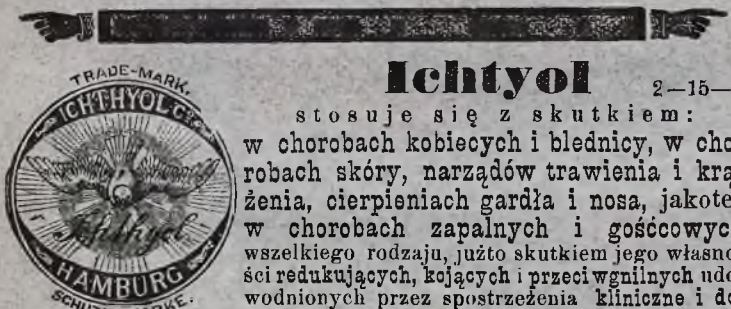 TRADE-MARK.
ICHTHYOL-Co.
Ichthyol
HAMBURG
SCHUTZ-MARKE.
Ichtyol 2—15—
stosuje się z skutkiem:
w chorobach kobiecych i blednicy, w cho
robach skóry, narządów trawienia i krą
żenia, cierpieniach gardła i nosa, jakote
w chorobach zapalnych i gośćcowyc
wszelkiego rodzaju, jużto skutkiem jego własno
ści redukujących, kojących i przeciwgnilnych udo
wodnionych przez spostrzeżenia kliniczne i do